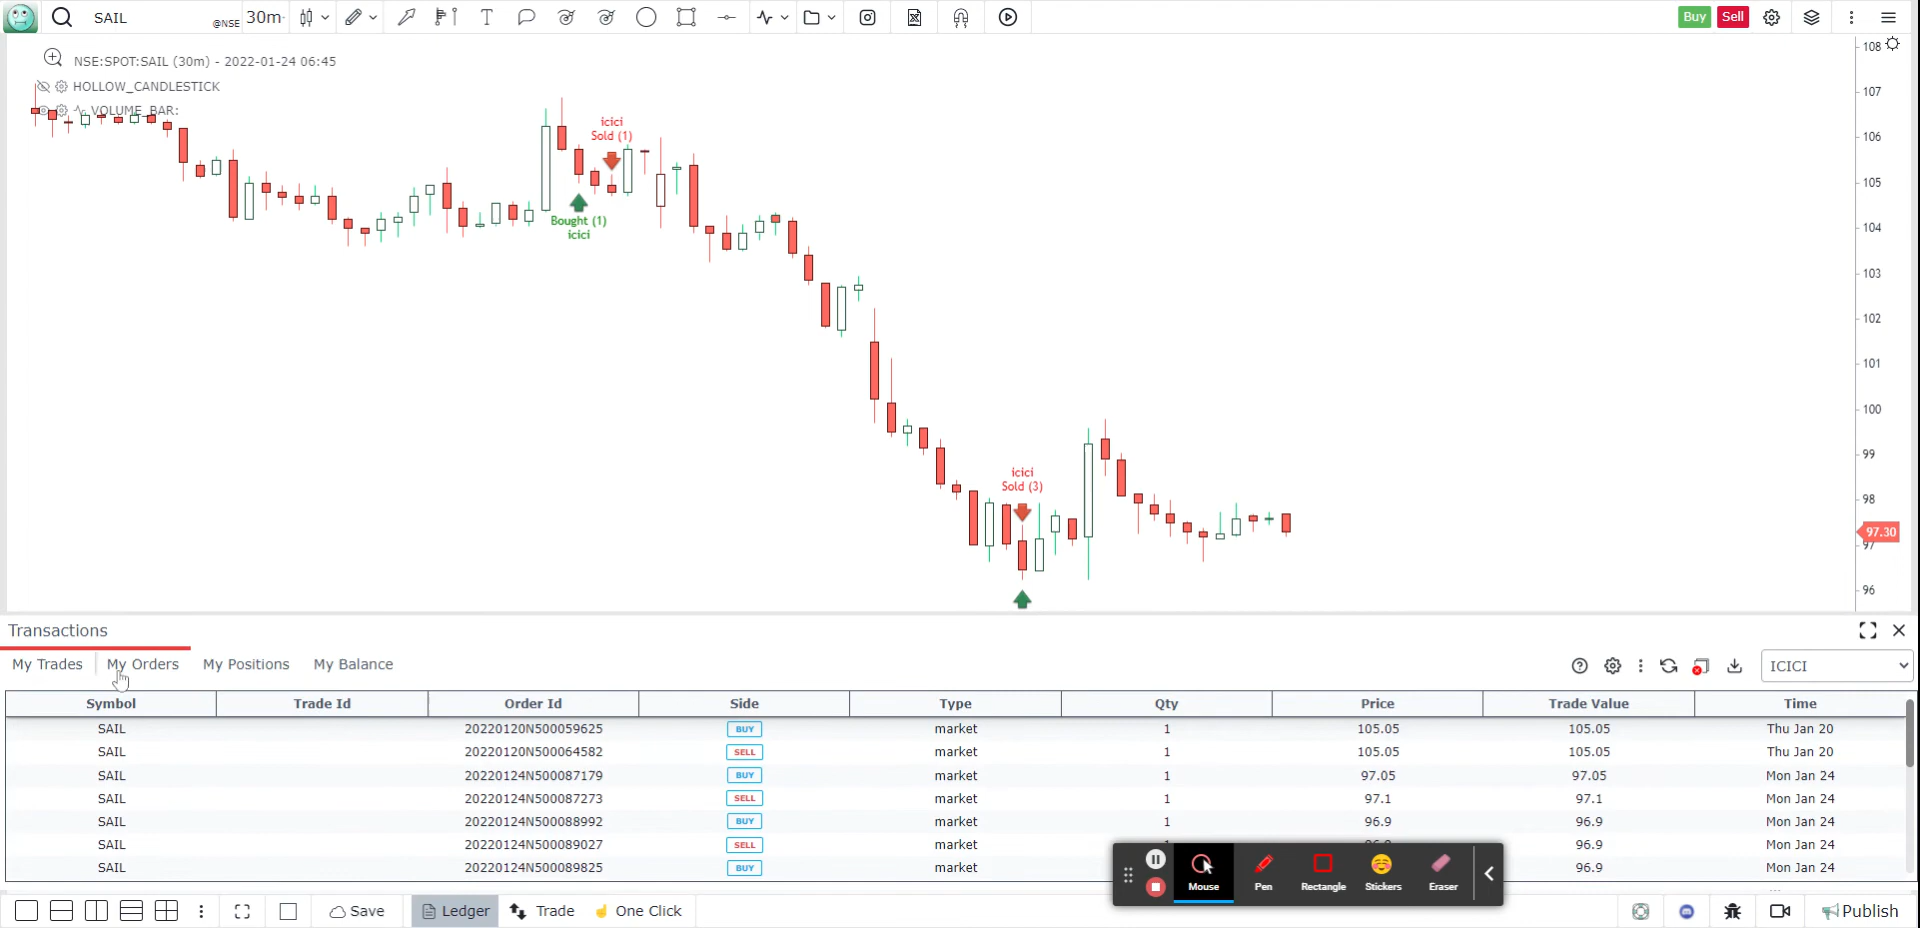 SAIL @NSE 30m Buy Sell
NSE:SPOT:SAIL (30m) - 2022-01-24 06:45
HOLLOW_CANDLESTICK
VOLUME_BAR:
icici
Sold (1)
Bought (1)
icici
icici
Sold (3)
108
107
106
105
104
103
102
101
100
99
98
97.30
97
96
Transactions
My Trades My Orders My Positions My Balance ICICI
Symbol Trade Id Order Id Side Type Qty Price Trade Value Time
SAIL 20220120N500059625 BUY market 1 105.05 105.05 Thu Jan 20
SAIL 20220120N500064582 SELL market 1 105.05 105.05 Thu Jan 20
SAIL 20220124N500087179 BUY market 1 97.05 97.05 Mon Jan 24
SAIL 20220124N500087273 SELL market 1 97.1 97.1 Mon Jan 24
SAIL 20220124N500088992 BUY market 1 96.9 96.9 Mon Jan 24
SAIL 20220124N500089027 SELL market 96.9 Mon Jan 24
SAIL 20220124N500089825 BUY market 96.9 Mon Jan 24
Mouse Pen Rectangle Stickers Eraser
Save Ledger Trade One Click Publish